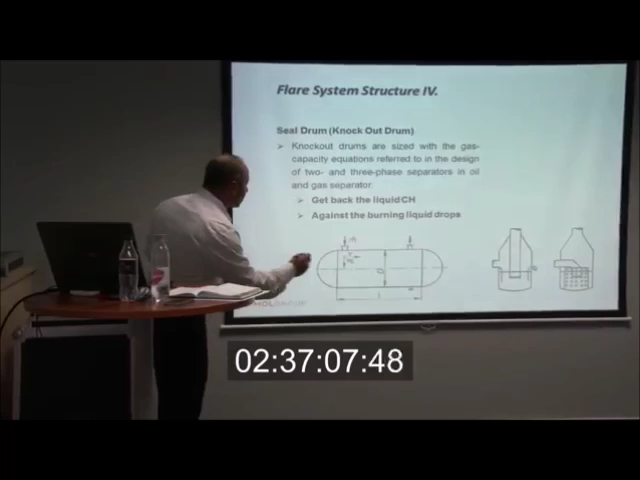 Flare System Structure IV.
Seal Drum (Knock Out Drum)
➢ Knockout drums are sized with the gas-
capacity equations referred to in the design
of two- and three-phase separators in oil
and gas separator.
➢ Get back the liquid CH
➢ Against the burning liquid drops
L
02:37:07:48